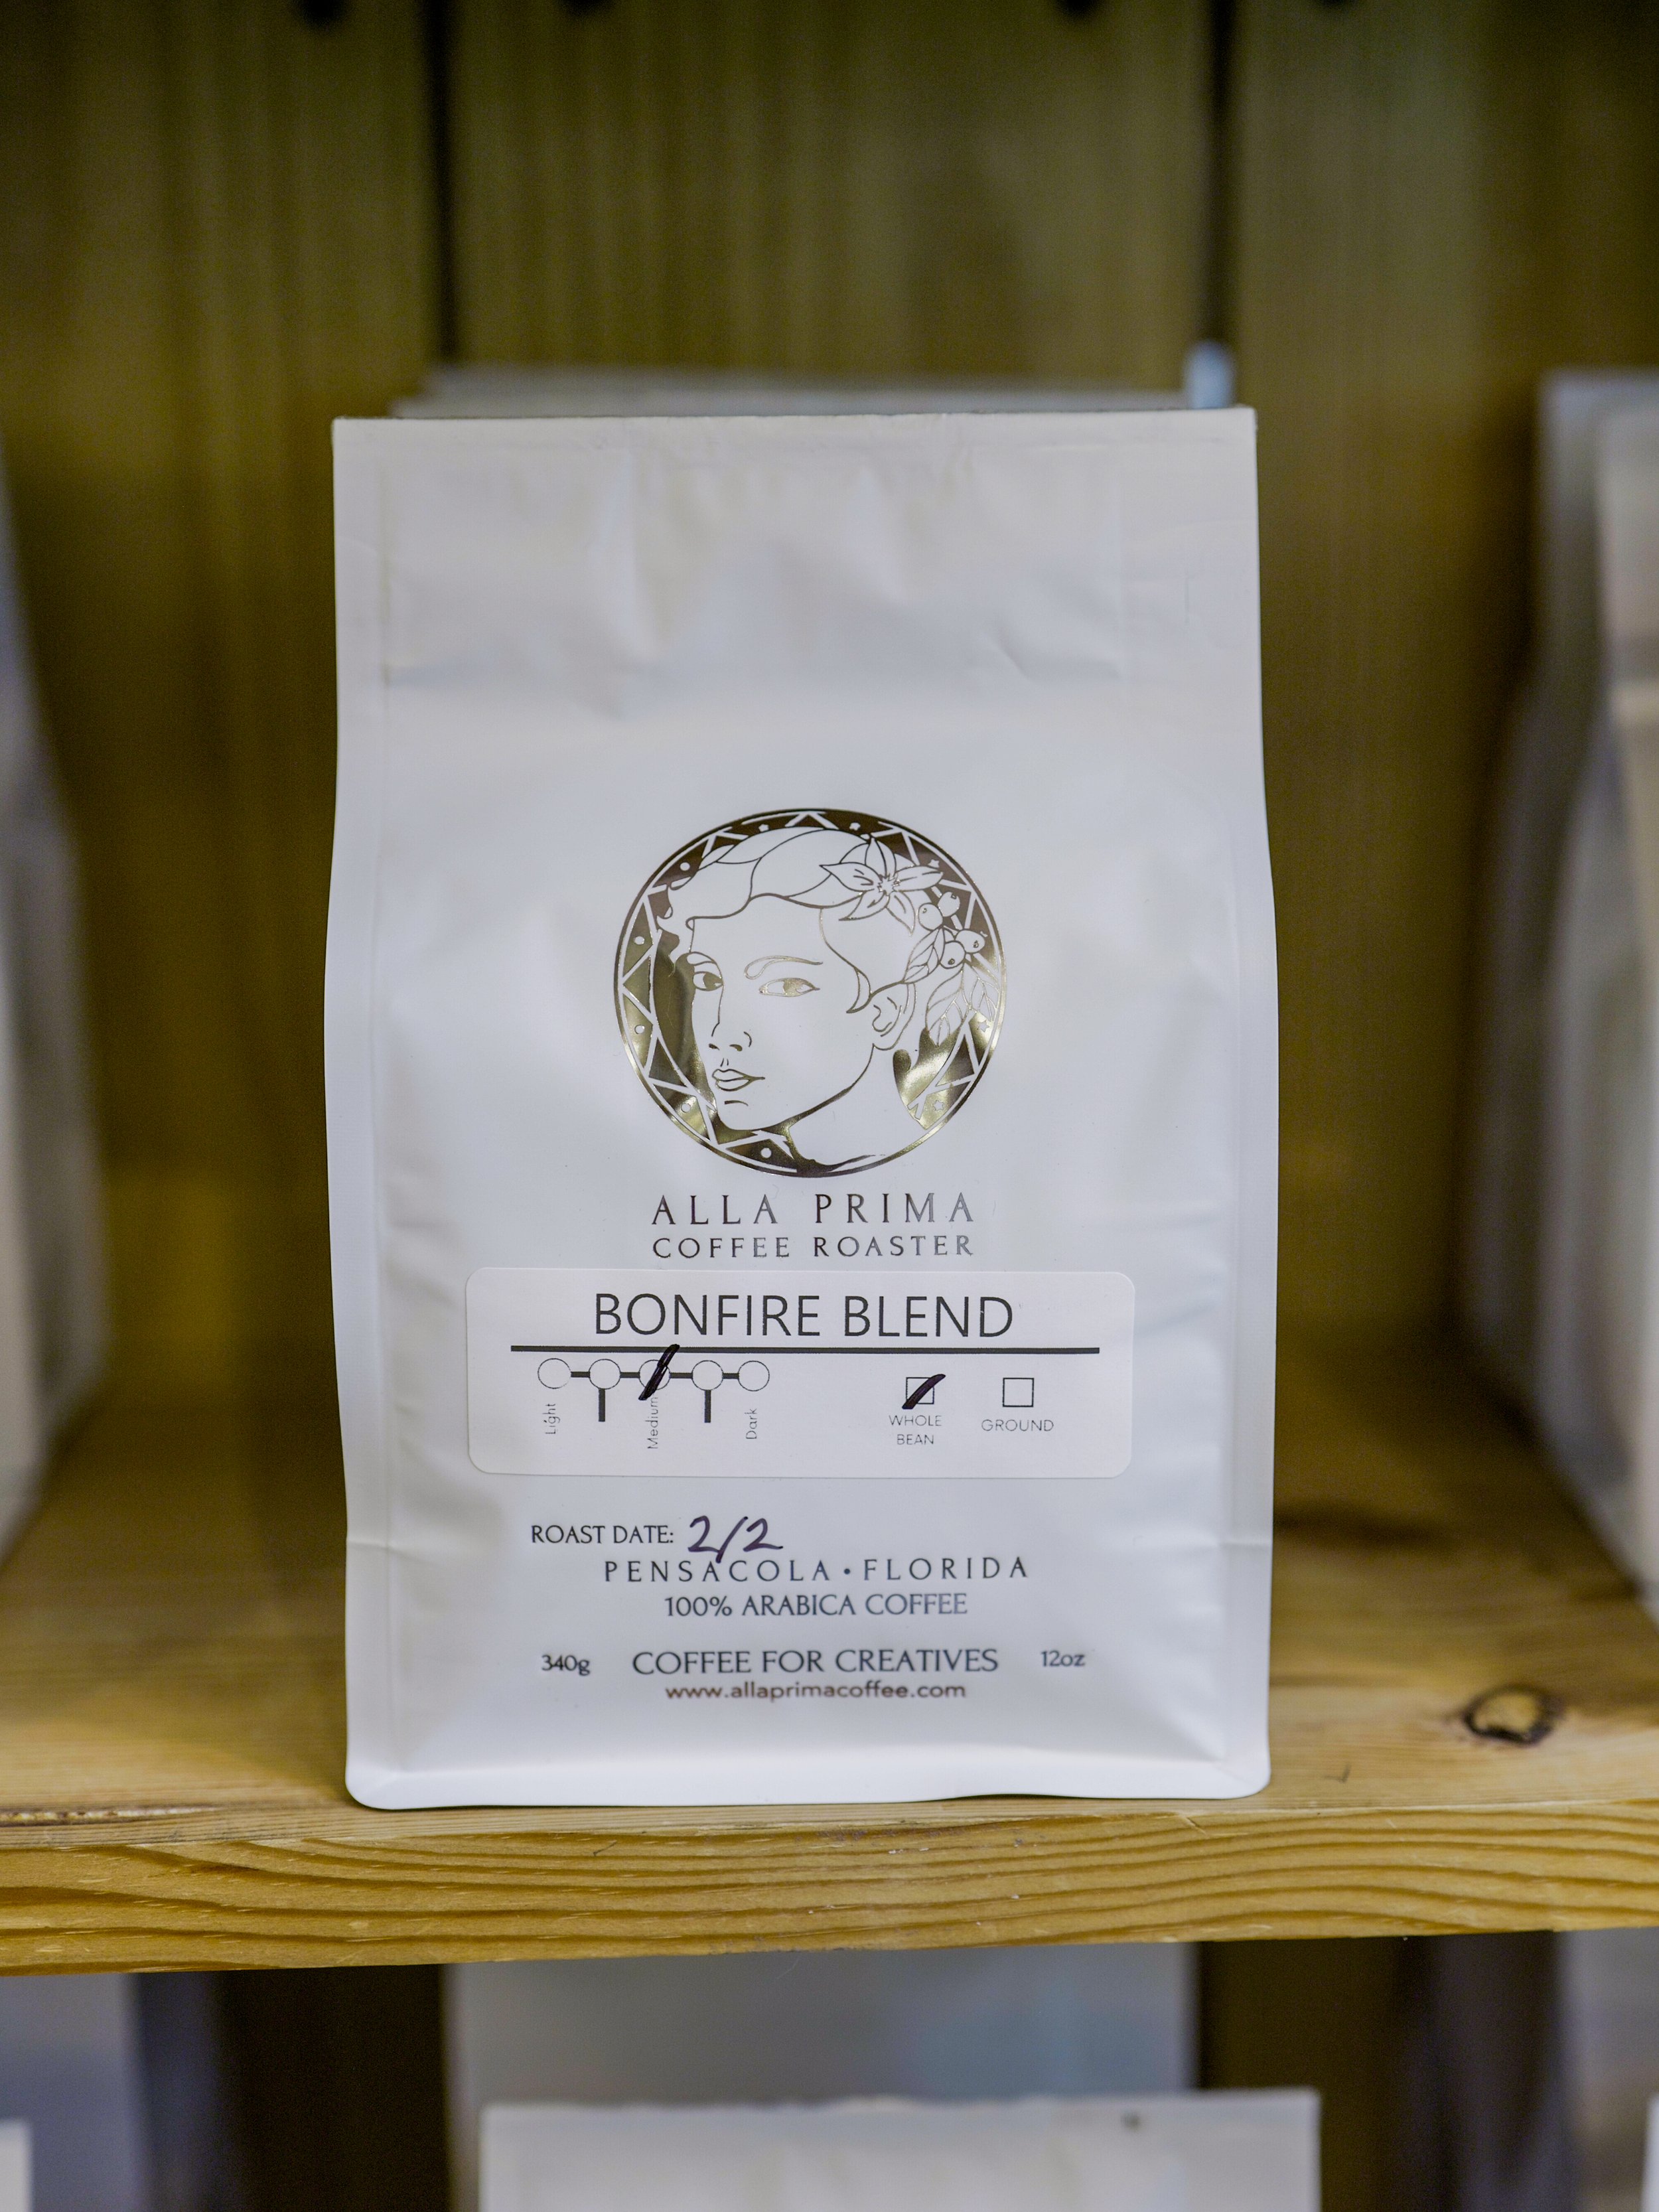 ALLA PRIMA
COFFEE ROASTER
BONFIRE BLEND
Light
Medium
Dark
WHOLE
BEAN
GROUND
ROAST DATE: 2/2
PENSACOLA • FLORIDA
100% ARABICA COFFEE
340g COFFEE FOR CREATIVES 12oz
www.allaprimacoffee.com